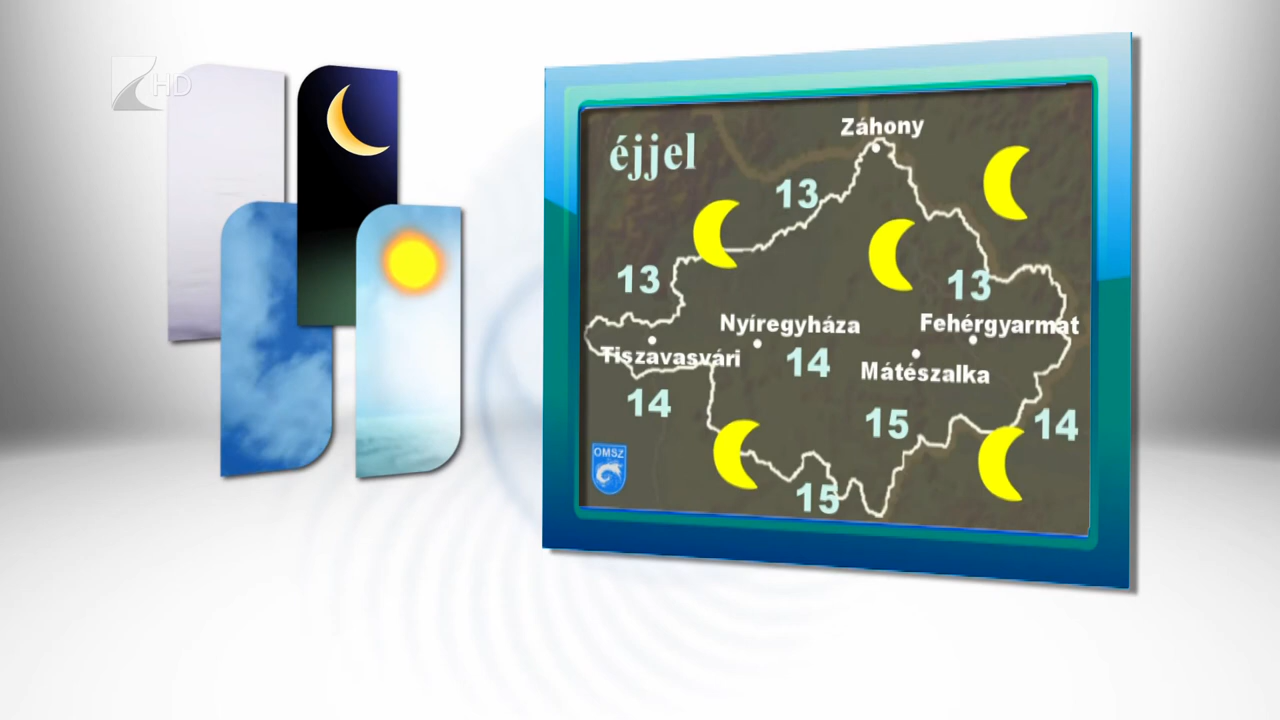 HD
éjjel
Záhony
13
13
13
Nyíregyháza
Fehérgyarmat
Tiszavasvári
14
Mátészalka
14
15
14
OMSZ
15